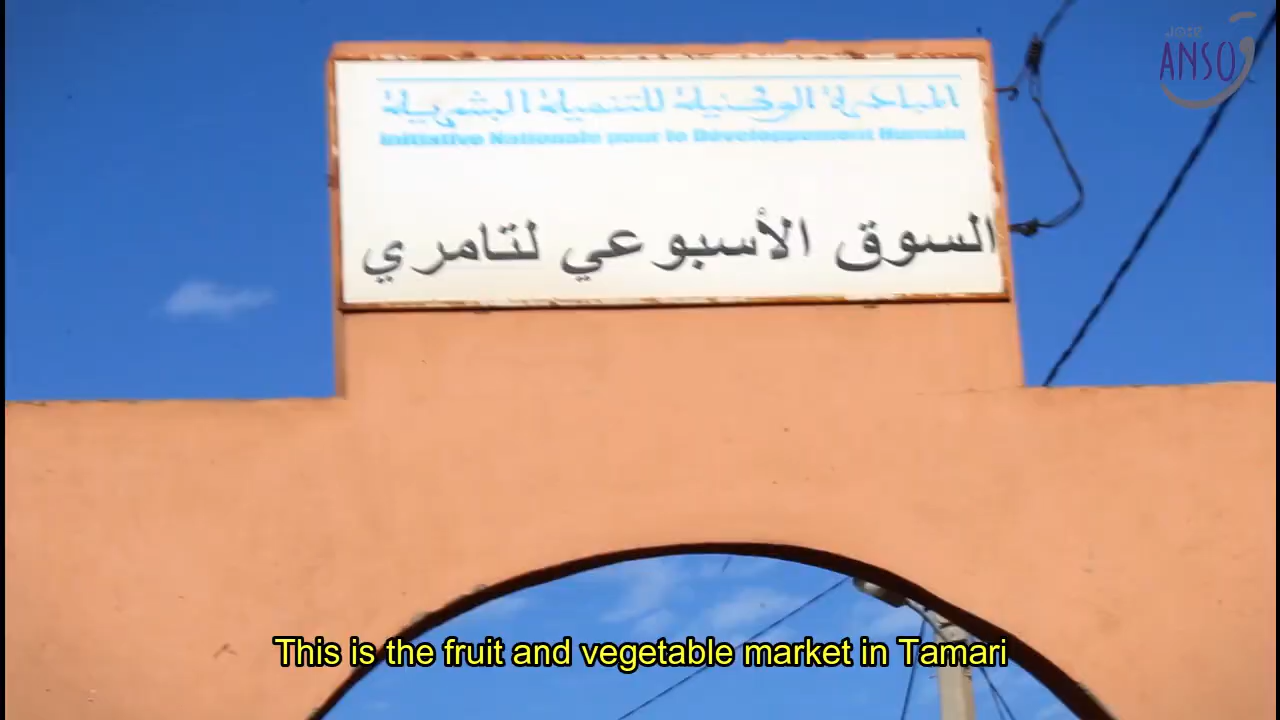 ANSO
المبادرة الوطنية للتنمية البشرية
Initiative Nationale pour le Développement Humain
السوق الأسبوعي لتامري
This is the fruit and vegetable market in Tamari